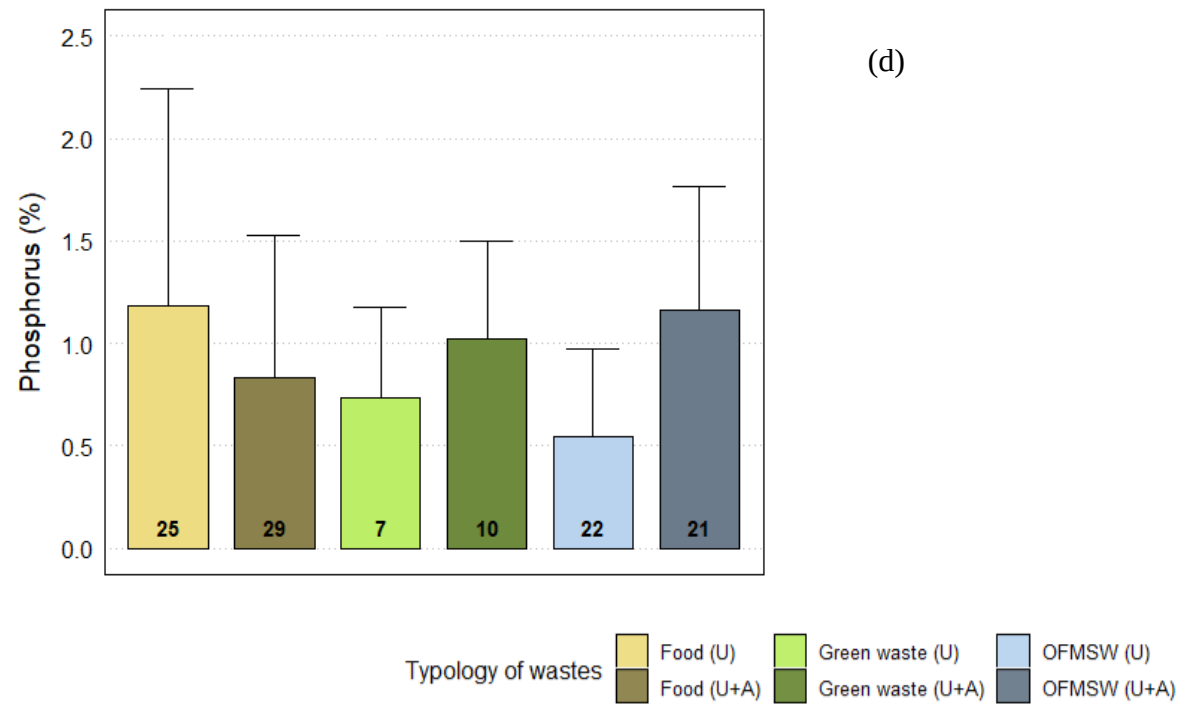 (d)
Phosphorus (%)
2.5
2.0
1.5
1.0
0.5
0.0
25 29 7 10 22 21
Typology of wastes
Food (U) Green waste (U) OFMSW (U)
Food (U+A) Green waste (U+A) OFMSW (U+A)